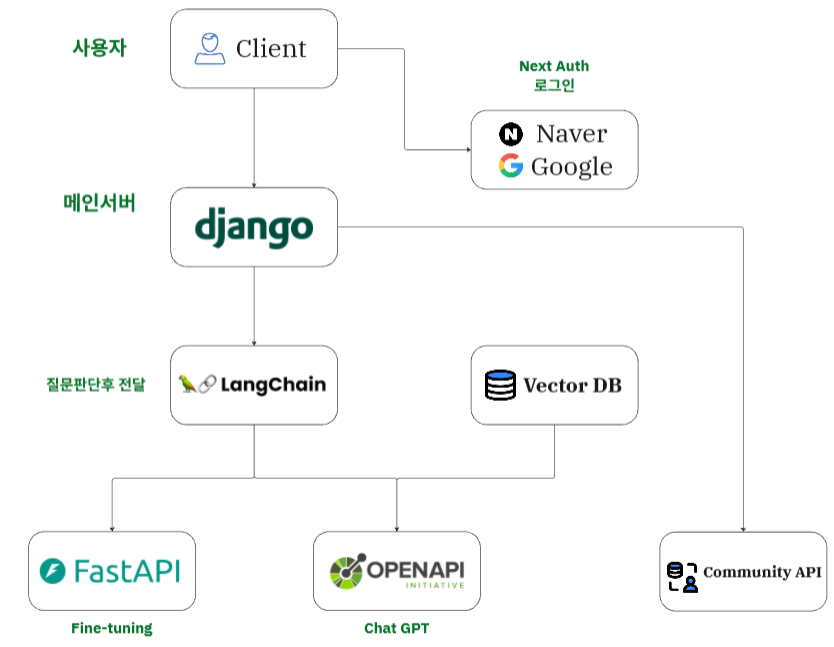 사용자
Client
Next Auth
로그인
N Naver
G Google
메인서버
django
질문판단후 전달
LangChain
Vector DB
FastAPI
OPENAPI
INITIATIVE
Community API
Fine-tuning
Chat GPT